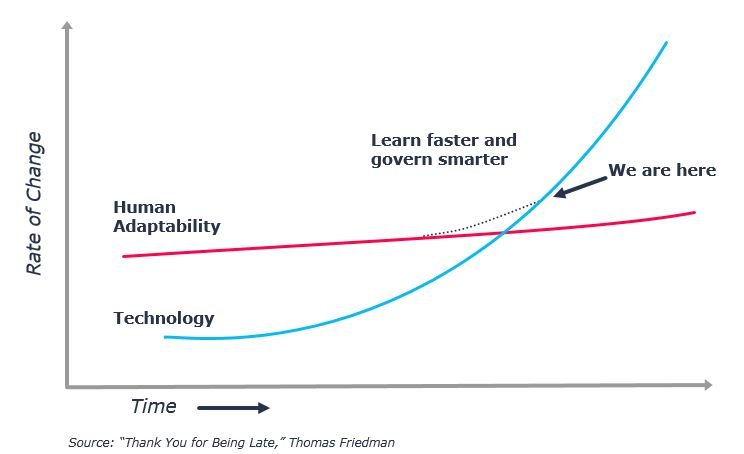 Rate of Change
Learn faster and
govern smarter
We are here
Human
Adaptability
Technology
Time
Source: “Thank You for Being Late,” Thomas Friedman